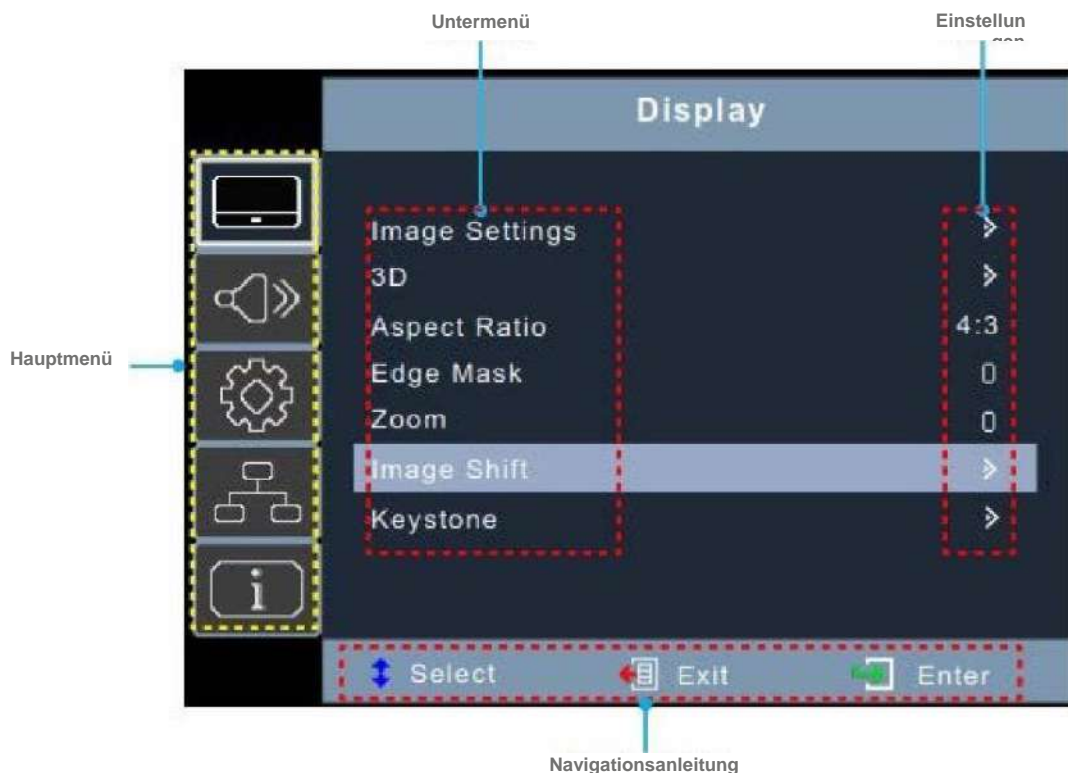 Untermenü
Einstellun
gen
Display
Image Settings
3D
Aspect Ratio 4:3
Hauptmenü
Edge Mask 0
Zoom 0
Image Shift
Keystone
i
Select Exit Enter
Navigationsanleitung